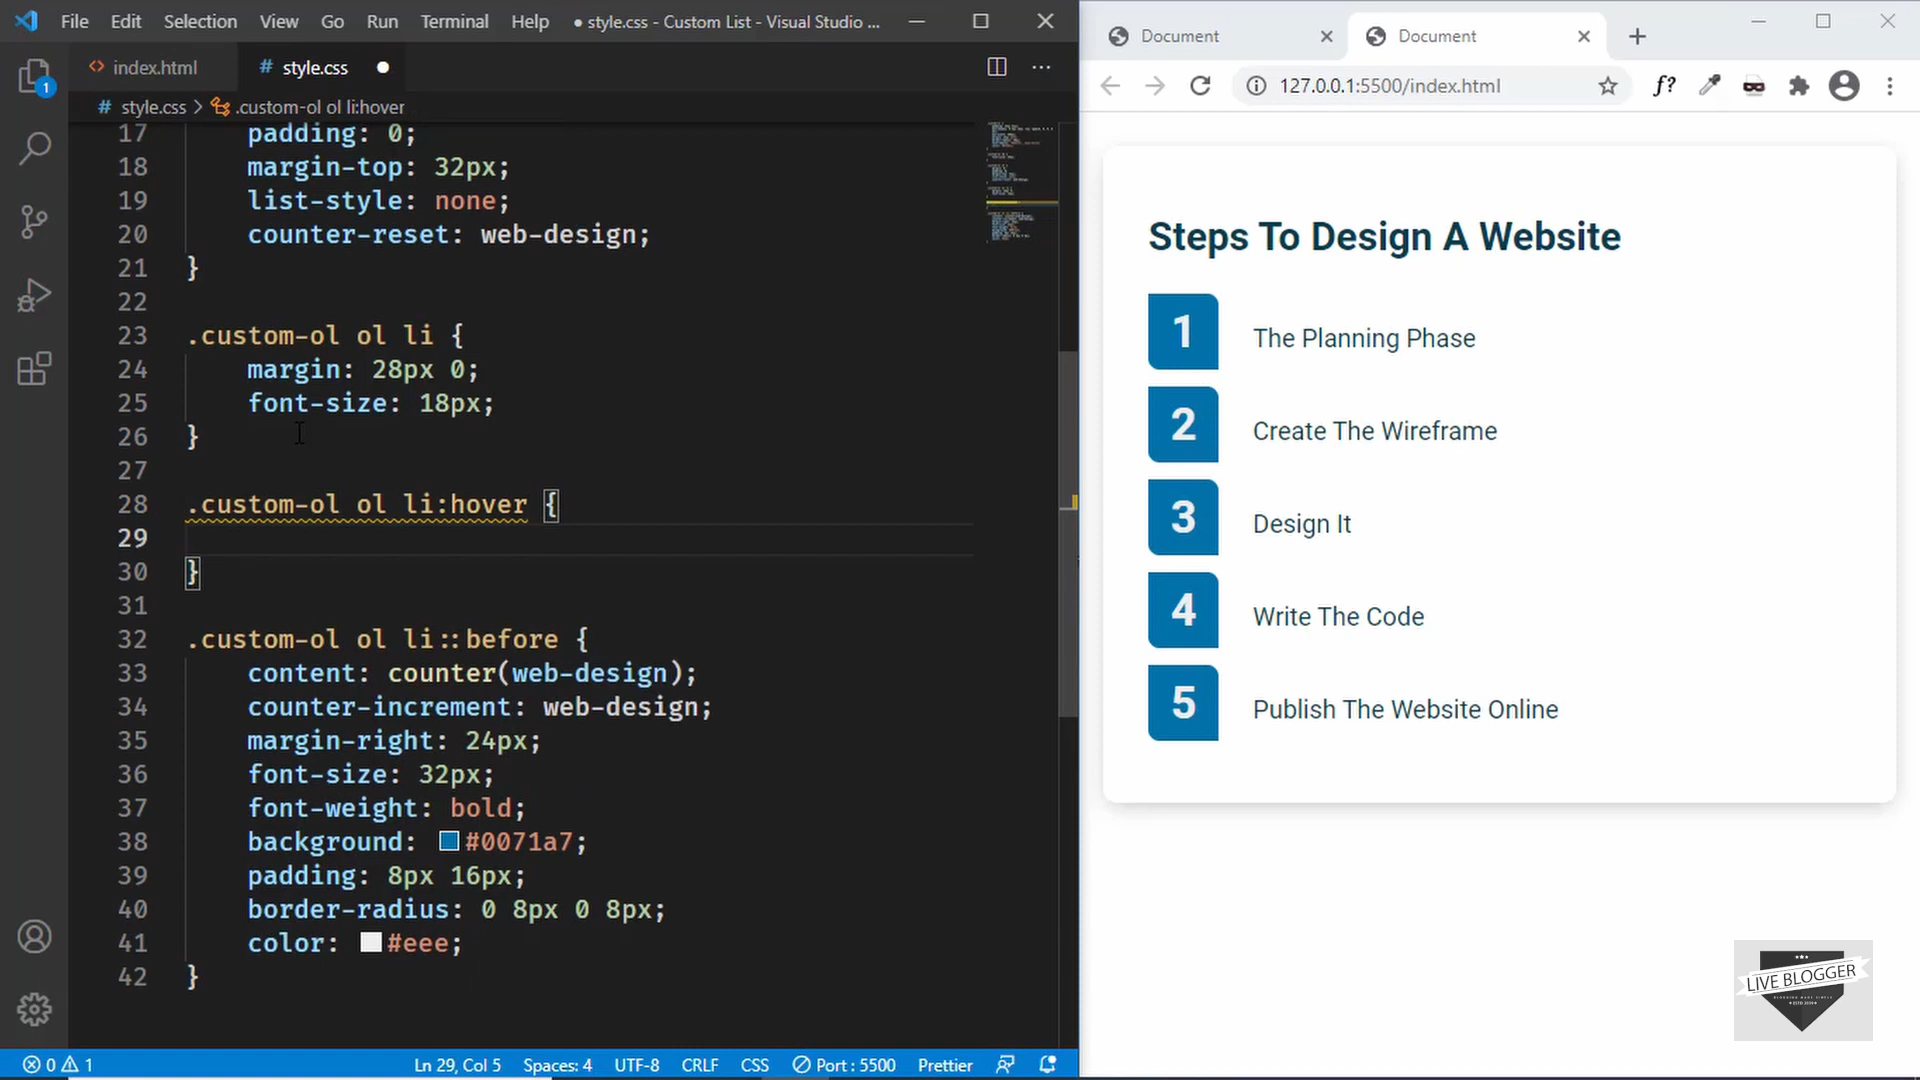 File Edit Selection View Go Run Terminal Help ● style.css - Custom List - Visual Studio ...
index.html
# style.css ●
# style.css > .custom-ol ol li:hover
1
17 padding: 0;
18 margin-top: 32px;
19 list-style: none;
20 counter-reset: web-design;
21 }
22
23 .custom-ol ol li {
24 margin: 28px 0;
25 font-size: 18px;
26 }
27
28 .custom-ol ol li:hover {
29
30 }
31
32 .custom-ol ol li::before {
33 content: counter(web-design);
34 counter-increment: web-design;
35 margin-right: 24px;
36 font-size: 32px;
37 font-weight: bold;
38 background: #0071a7;
39 padding: 8px 16px;
40 border-radius: 0 8px 0 8px;
41 color: #eee;
42 }
0 1 Ln 29, Col 5 Spaces: 4 UTF-8 CRLF CSS Port : 5500 Prettier
Document
Document
127.0.0.1:5500/index.html
f?
Steps To Design A Website
1 The Planning Phase
2 Create The Wireframe
3 Design It
4 Write The Code
5 Publish The Website Online
LIVE BLOGGER